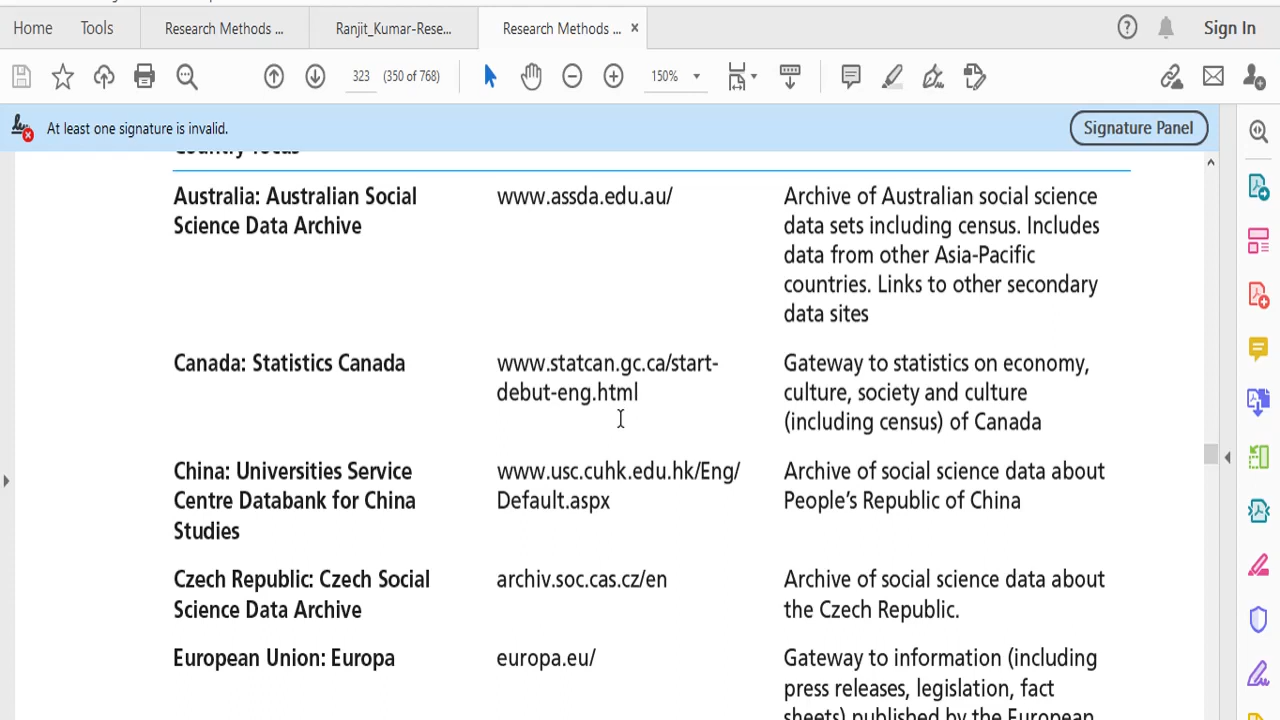 Home Tools Research Methods ... Ranjit_Kumar-Rese... Research Methods ... × Sign In
323 (350 of 768) 150%
At least one signature is invalid. Signature Panel
Country focus
Australia: Australian Social
Science Data Archive
www.assda.edu.au/
Archive of Australian social science
data sets including census. Includes
data from other Asia-Pacific
countries. Links to other secondary
data sites
Canada: Statistics Canada
www.statcan.gc.ca/start-
debut-eng.html
Gateway to statistics on economy,
culture, society and culture
(including census) of Canada
China: Universities Service
Centre Databank for China
Studies
www.usc.cuhk.edu.hk/Eng/
Default.aspx
Archive of social science data about
People’s Republic of China
Czech Republic: Czech Social
Science Data Archive
archiv.soc.cas.cz/en
Archive of social science data about
the Czech Republic.
European Union: Europa
europa.eu/
Gateway to information (including
press releases, legislation, fact
sheets) published by the European